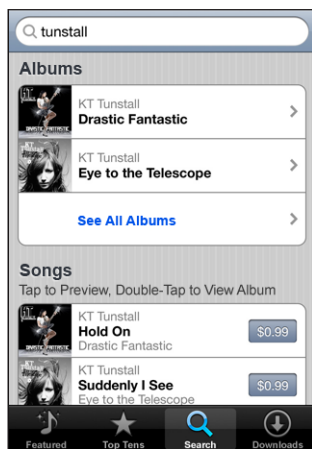 tunstall
Albums
KT Tunstall
Drastic Fantastic
KT Tunstall
Eye to the Telescope
See All Albums
Songs
Tap to Preview, Double-Tap to View Album
KT Tunstall
Hold On
$0.99
Drastic Fantastic
KT Tunstall
Suddenly I See
$0.99
Eye to the Telescope
Featured
Top Tens
Search
Downloads